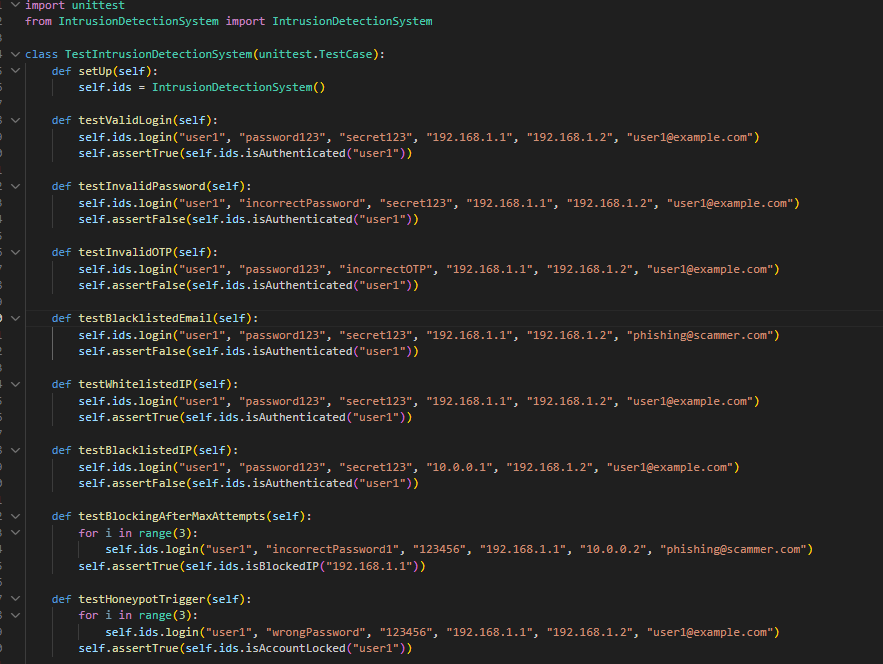 import unittest
from IntrusionDetectionSystem import IntrusionDetectionSystem
class TestIntrusionDetectionSystem(unittest.TestCase):
def setUp(self):
self.ids = IntrusionDetectionSystem()
def testValidLogin(self):
self.ids.login("user1", "password123", "secret123", "192.168.1.1", "192.168.1.2", "user1@example.com")
self.assertTrue(self.ids.isAuthenticated("user1"))
def testInvalidPassword(self):
self.ids.login("user1", "incorrectPassword", "secret123", "192.168.1.1", "192.168.1.2", "user1@example.com")
self.assertFalse(self.ids.isAuthenticated("user1"))
def testInvalidOTP(self):
self.ids.login("user1", "password123", "incorrectOTP", "192.168.1.1", "192.168.1.2", "user1@example.com")
self.assertFalse(self.ids.isAuthenticated("user1"))
def testBlacklistedEmail(self):
self.ids.login("user1", "password123", "secret123", "192.168.1.1", "192.168.1.2", "phishing@scammer.com")
self.assertFalse(self.ids.isAuthenticated("user1"))
def testWhitelistedIP(self):
self.ids.login("user1", "password123", "secret123", "192.168.1.1", "192.168.1.2", "user1@example.com")
self.assertTrue(self.ids.isAuthenticated("user1"))
def testBlacklistedIP(self):
self.ids.login("user1", "password123", "secret123", "10.0.0.1", "192.168.1.2", "user1@example.com")
self.assertFalse(self.ids.isAuthenticated("user1"))
def testBlockingAfterMaxAttempts(self):
for i in range(3):
self.ids.login("user1", "incorrectPassword1", "123456", "192.168.1.1", "10.0.0.2", "phishing@scammer.com")
self.assertTrue(self.ids.isBlockedIP("192.168.1.1"))
def testHoneypotTrigger(self):
for i in range(3):
self.ids.login("user1", "wrongPassword", "123456", "192.168.1.1", "192.168.1.2", "user1@example.com")
self.assertTrue(self.ids.isAccountLocked("user1"))